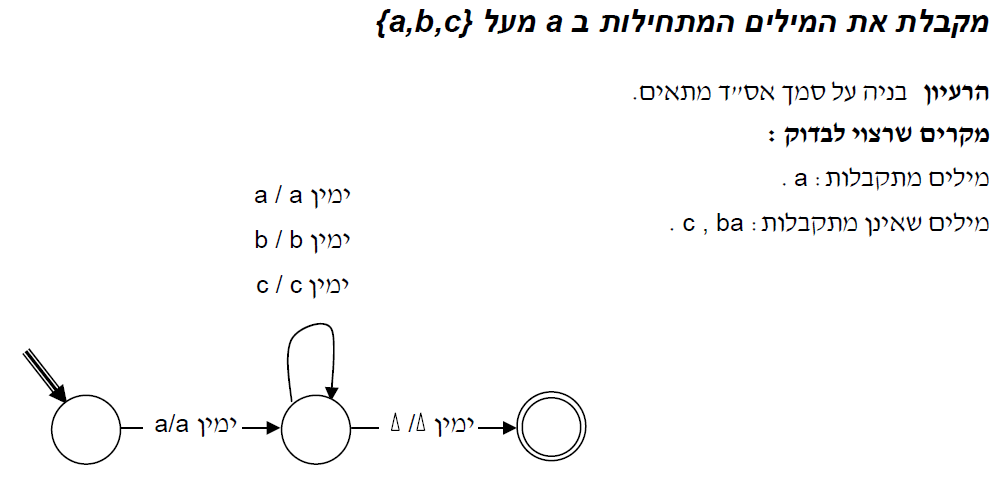 מקבלת את המילים המתחילות ב a מעל {a,b,c}
הרעיון בניה על סמך אס״ד מתאים.
מקרים שרצוי לבדוק :
מילים מתקבלות : a .
מילים שאינן מתקבלות : c , ba .
a / a ימין
b / b ימין
c / c ימין
a/a ימין
Δ /Δ ימין